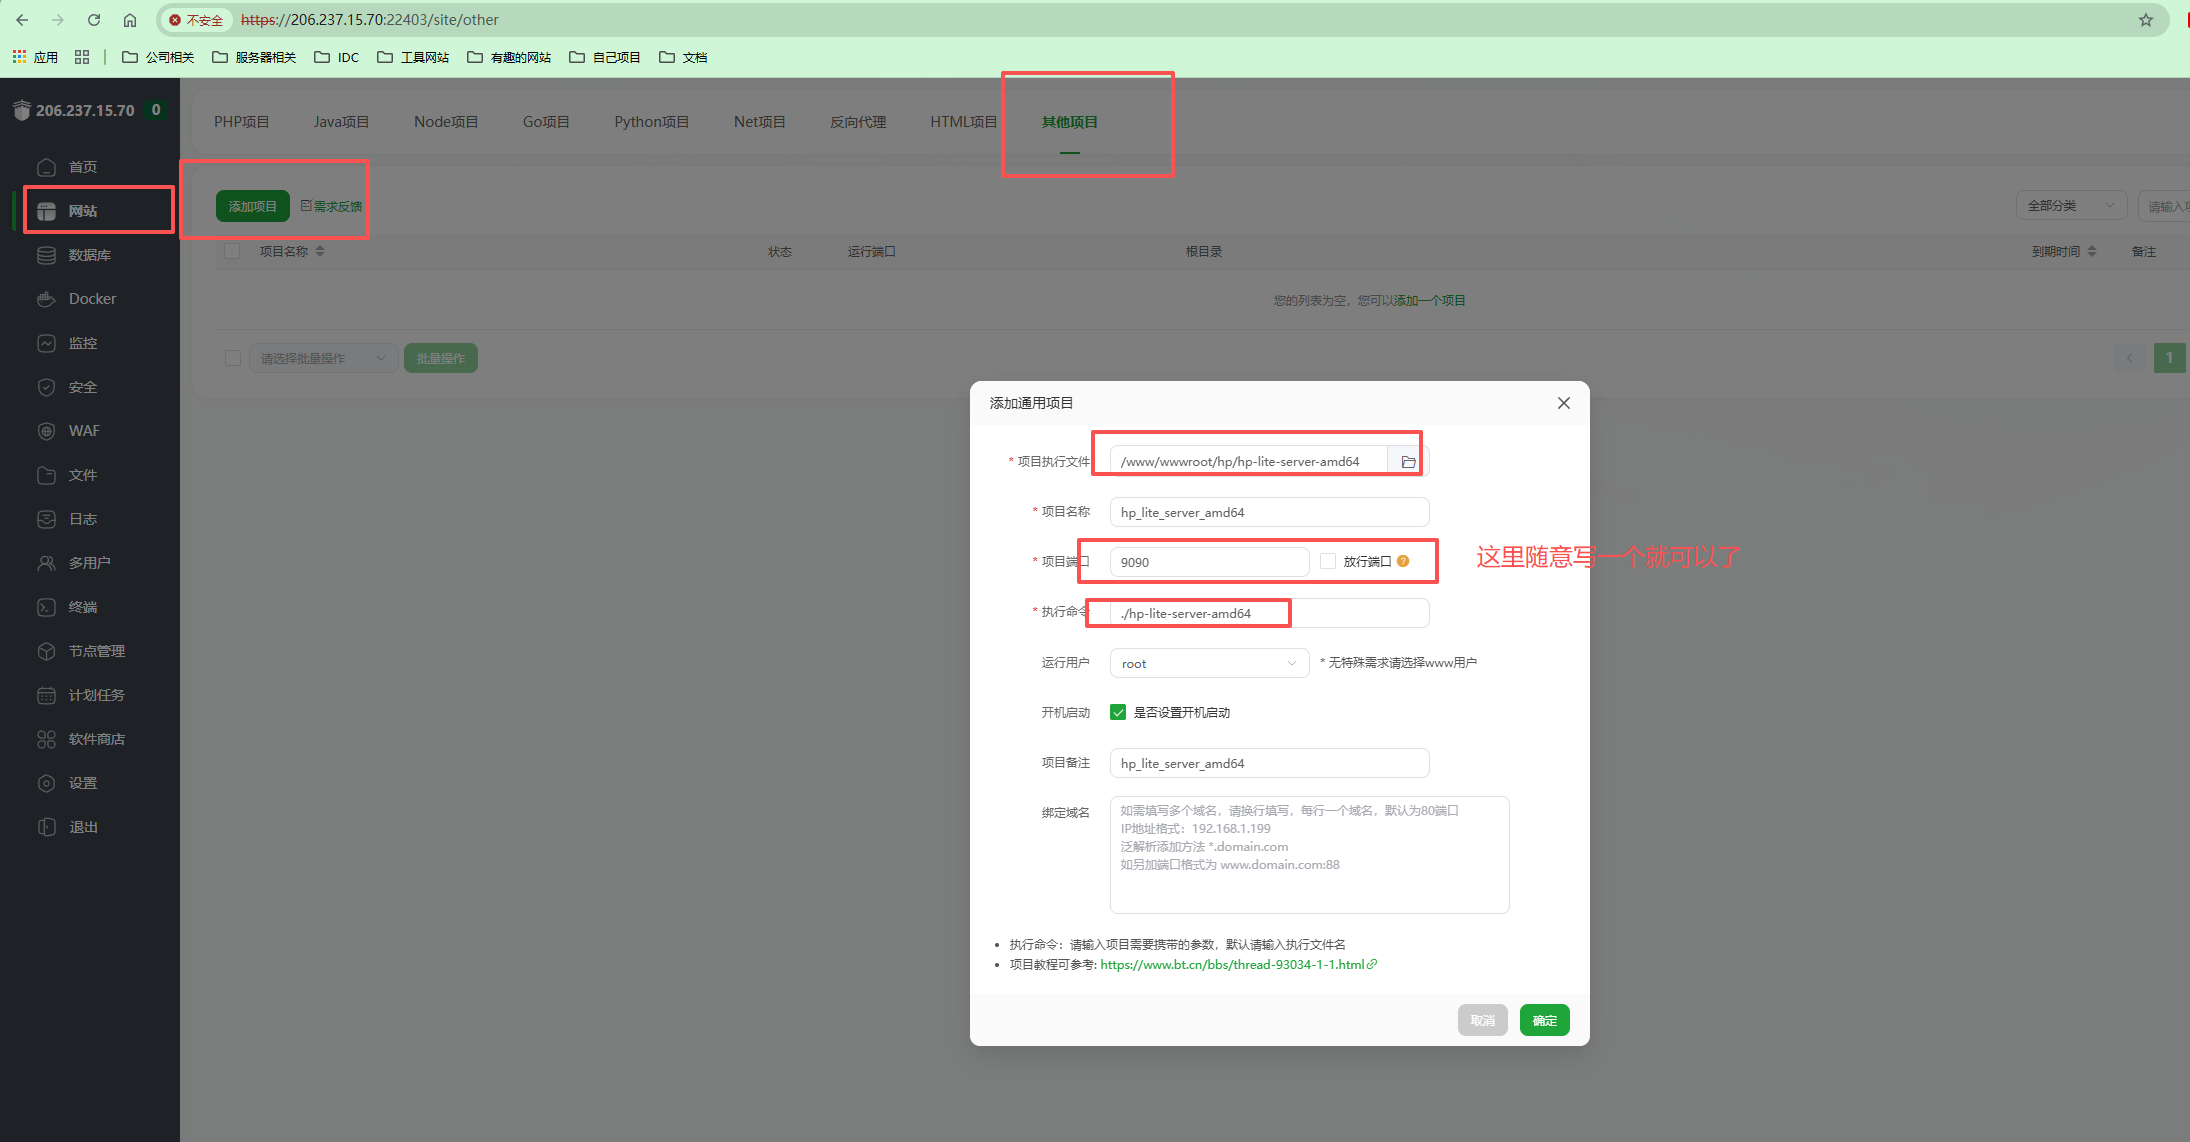 不安全 https://206.237.15.70:22403/site/other
应用 公司相关 服务器相关 IDC 工具网站 有趣的网站 自己项目 文档
206.237.15.70 0
PHP项目 Java项目 Node项目 Go项目 Python项目 Net项目 反向代理 HTML项目 其他项目
首页
网站
数据库
Docker
监控
安全
WAF
文件
日志
多用户
终端
节点管理
计划任务
软件商店
设置
退出
添加项目 需求反馈 全部分类 请输入
项目名称 状态 运行端口 根目录 到期时间 备注
您的列表为空，您可以添加一个项目
请选择批量操作 批量操作 1
添加通用项目
* 项目执行文件 /www/wwwroot/hp/hp-lite-server-amd64
* 项目名称 hp_lite_server_amd64
* 项目端口 9090 放行端口 ?
这里随意写一个就可以了
* 执行命令 ./hp-lite-server-amd64
运行用户 root * 无特殊需求请选择www用户
开机启动 是否设置开机启动
项目备注 hp_lite_server_amd64
绑定域名 如需填写多个域名，请换行填写，每行一个域名，默认为80端口
IP地址格式：192.168.1.199
泛解析添加方法 *.domain.com
如另加端口格式为 www.domain.com:88
• 执行命令：请输入项目需要携带的参数，默认请输入执行文件名
• 项目教程可参考: https://www.bt.cn/bbs/thread-93034-1-1.html
取消 确定